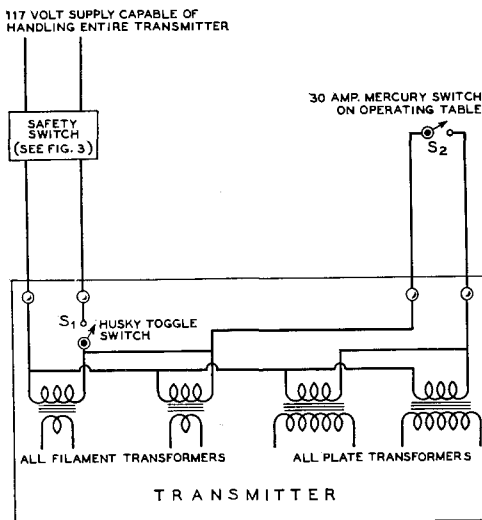 117 VOLT SUPPLY CAPABLE OF
HANDLING ENTIRE TRANSMITTER
SAFETY
SWITCH
(SEE FIG. 3)
30 AMP. MERCURY SWITCH
ON OPERATING TABLE
S2
S1
HUSKY TOGGLE
SWITCH
ALL FILAMENT TRANSFORMERS
ALL PLATE TRANSFORMERS
TRANSMITTER